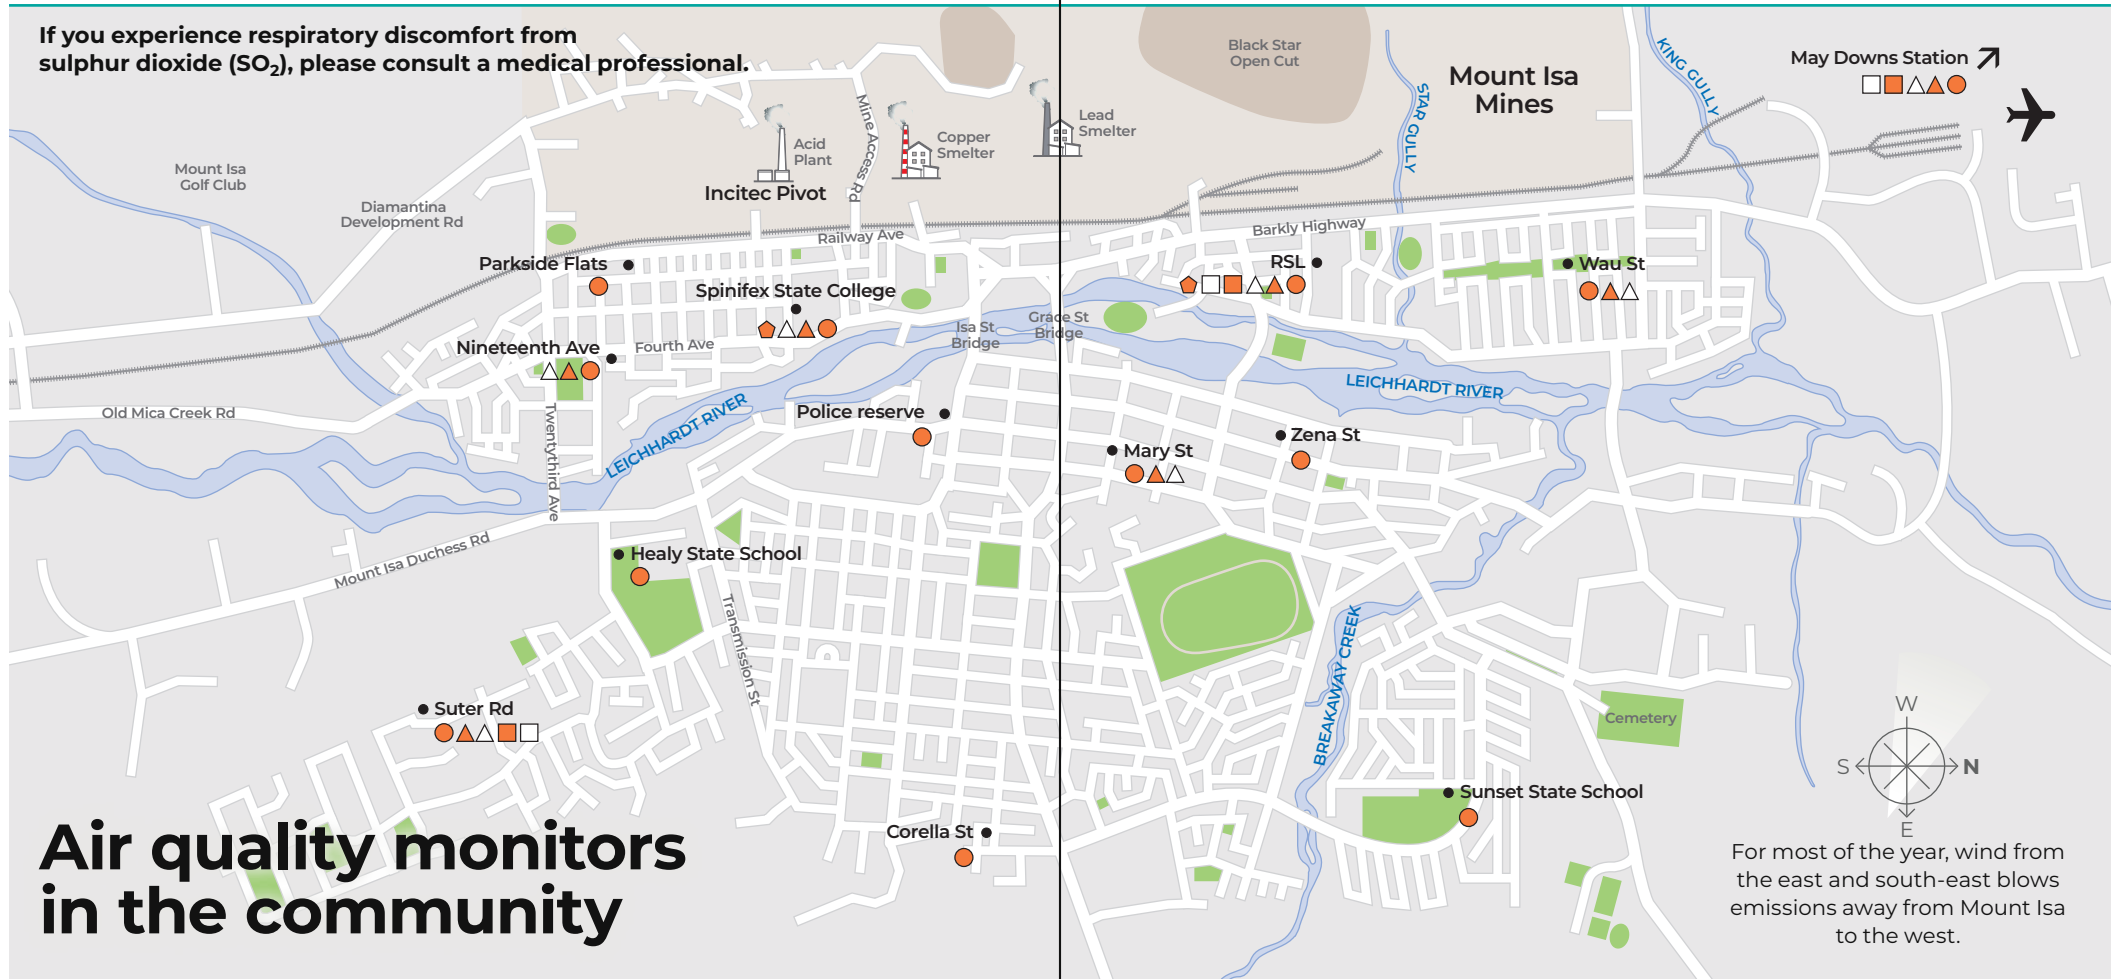 If you experience respiratory discomfort from
sulphur dioxide (SO₂), please consult a medical professional.
Black Star
Open Cut
Mount Isa
Mines
KING GULLY
May Downs Station
STAR GULLY
Mine Access Rd
Lead
Smelter
Copper
Smelter
Acid
Plant
Incitec Pivot
Mount Isa
Golf Club
Diamantina
Development Rd
Railway Ave
Barkly Highway
Parkside Flats
RSL
Wau St
Spinifex State College
Isa St
Bridge
Grace St
Bridge
Nineteenth Ave
Fourth Ave
LEICHHARDT RIVER
LEICHHARDT RIVER
Old Mica Creek Rd
Twentythird Ave
Police reserve
Mary St
Zena St
Mount Isa Duchess Rd
Healy State School
Transmission St
BREAKAWAY CREEK
Suter Rd
Cemetery
W
S
N
E
Sunset State School
Corella St
Air quality monitors
in the community
For most of the year, wind from
the east and south-east blows
emissions away from Mount Isa
to the west.